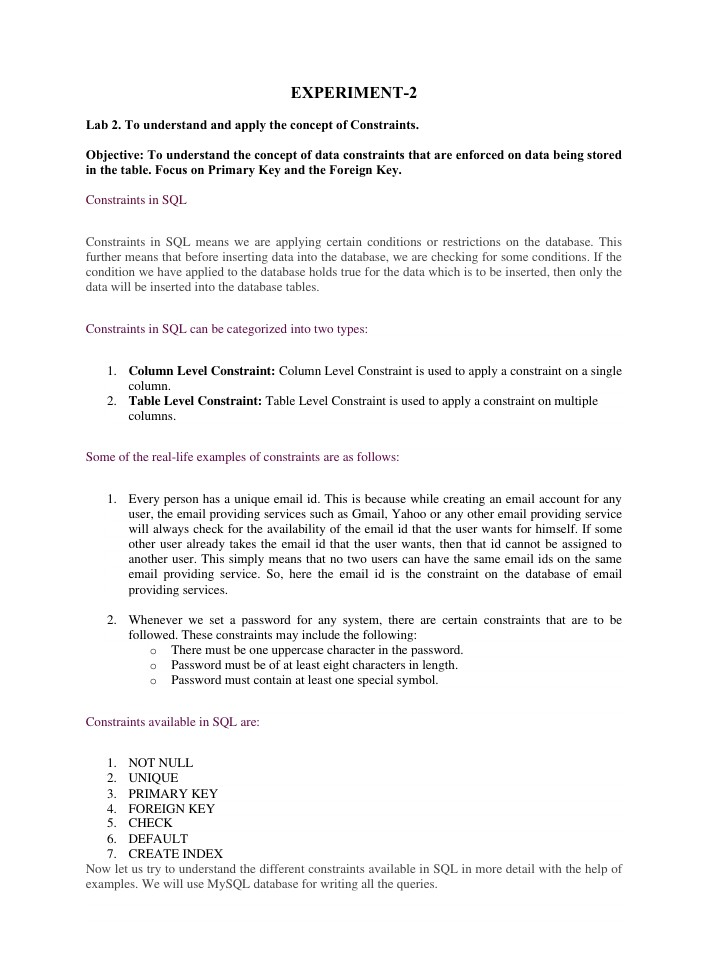 EXPERIMENT-2
Lab 2. To understand and apply the concept of Constraints.
Objective: To understand the concept of data constraints that are enforced on data being stored
in the table. Focus on Primary Key and the Foreign Key.
Constraints in SQL
Constraints in SQL means we are applying certain conditions or restrictions on the database. This
further means that before inserting data into the database, we are checking for some conditions. If the
condition we have applied to the database holds true for the data which is to be inserted, then only the
data will be inserted into the database tables.
Constraints in SQL can be categorized into two types:
1. Column Level Constraint: Column Level Constraint is used to apply a constraint on a single
column.
2. Table Level Constraint: Table Level Constraint is used to apply a constraint on multiple
columns.
Some of the real-life examples of constraints are as follows:
1. Every person has a unique email id. This is because while creating an email account for any
user, the email providing services such as Gmail, Yahoo or any other email providing service
will always check for the availability of the email id that the user wants for himself. If some
other user already takes the email id that the user wants, then that id cannot be assigned to
another user. This simply means that no two users can have the same email ids on the same
email providing service. So, here the email id is the constraint on the database of email
providing services.
2. Whenever we set a password for any system, there are certain constraints that are to be
followed. These constraints may include the following:
o There must be one uppercase character in the password.
o Password must be of at least eight characters in length.
o Password must contain at least one special symbol.
Constraints available in SQL are:
1. NOT NULL
2. UNIQUE
3. PRIMARY KEY
4. FOREIGN KEY
5. CHECK
6. DEFAULT
7. CREATE INDEX
Now let us try to understand the different constraints available in SQL in more detail with the help of
examples. We will use MySQL database for writing all the queries.